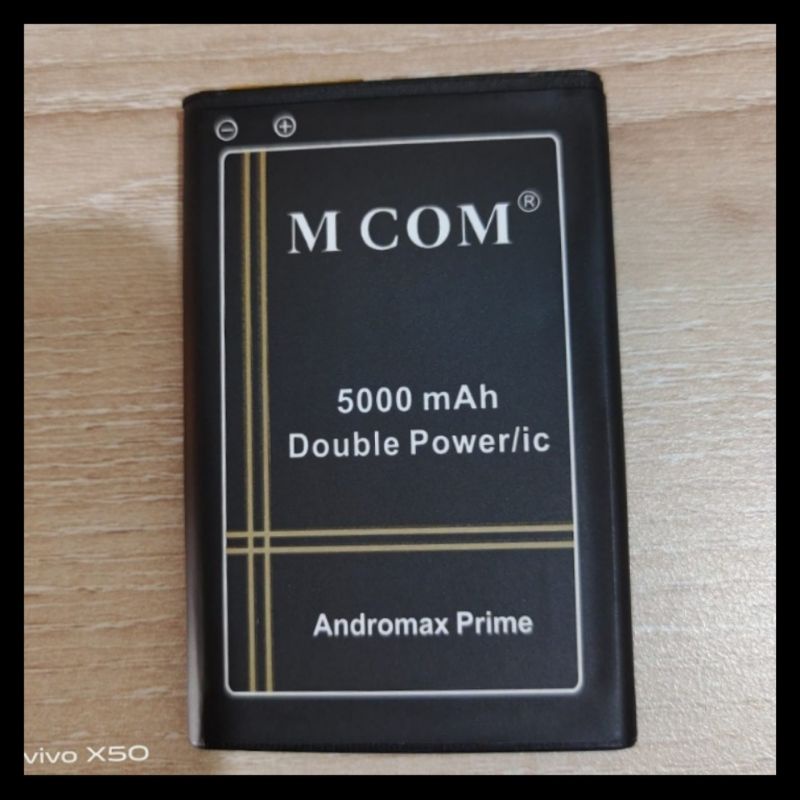 ⊖ ⊕
M COM®
5000 mAh
Double Power/ic
Andromax Prime
vivo X50